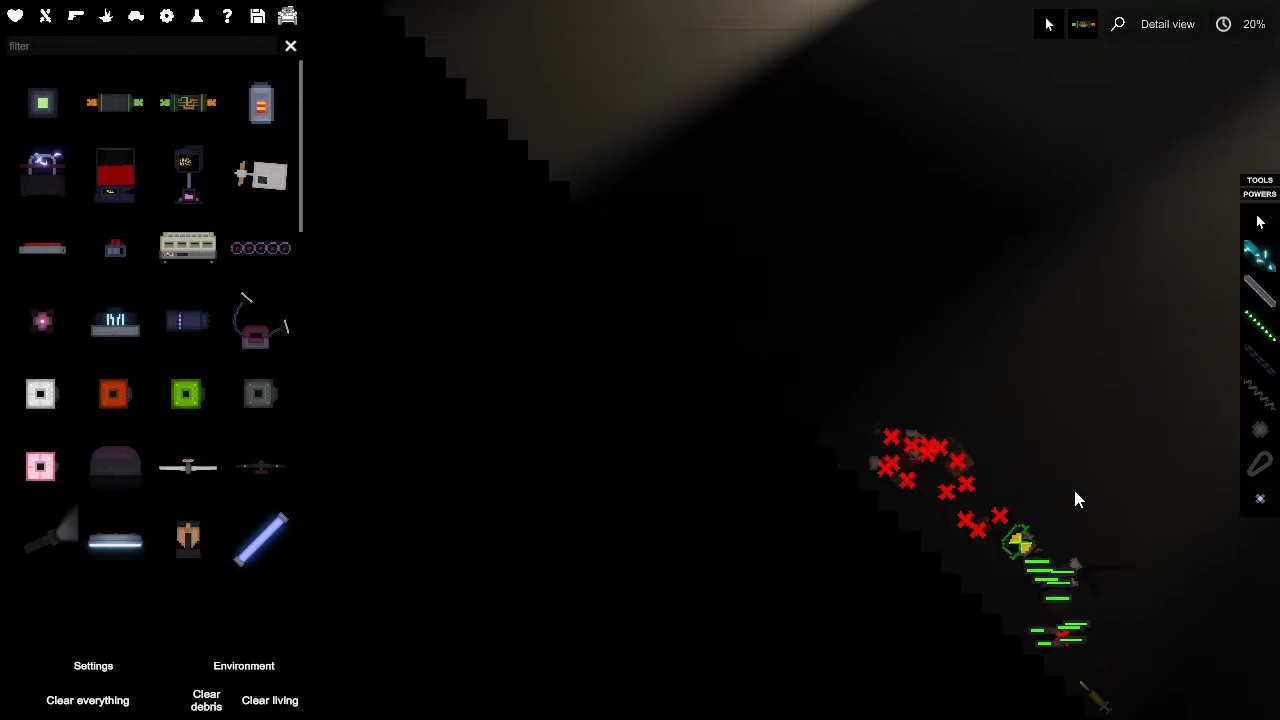 ?
Detail view
20%
filter
TOOLS
POWERS
Settings
Environment
Clear everything
Clear
debris
Clear living